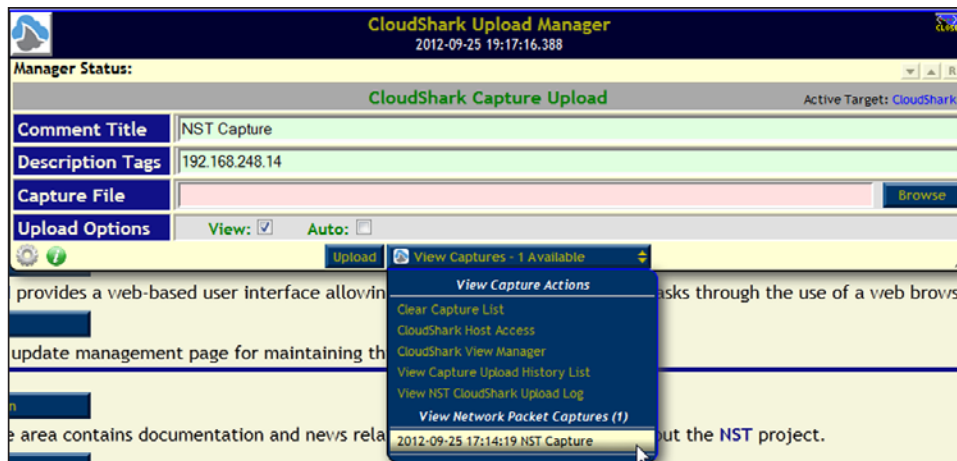 CloudShark Upload Manager
2012-09-25 19:17:16.388
Manager Status:
CloudShark Capture Upload
Active Target: CloudShark
Comment Title
NST Capture
Description Tags
192.168.248.14
Capture File
Browse
Upload Options
View:
Auto:
Upload
View Captures - 1 Available
View Capture Actions
provides a web-based user interface allowin
asks through the use of a web brows
Clear Capture List
CloudShark Host Access
CloudShark View Manager
update management page for maintaining th
View Capture Upload History List
View NST CloudShark Upload Log
View Network Packet Captures (1)
e area contains documentation and news rela
2012-09-25 17:14:19 NST Capture
out the NST project.